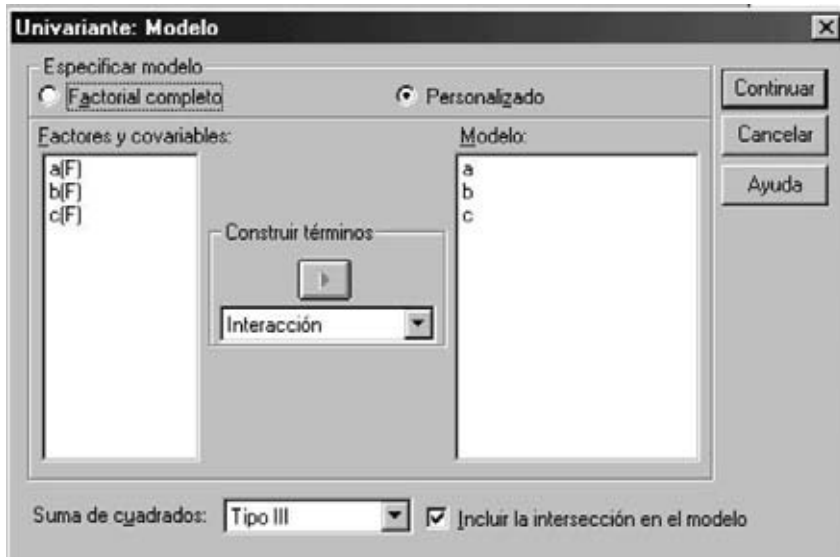 Univariante: Modelo
Especificar modelo
Factorial completo
Personalizado
Continuar
Cancelar
Ayuda
Factores y covariables:
a(F)
b(F)
c(F)
Construir términos
Interacción
Modelo:
a
b
c
Suma de cuadrados:
Tipo III
Incluir la intersección en el modelo